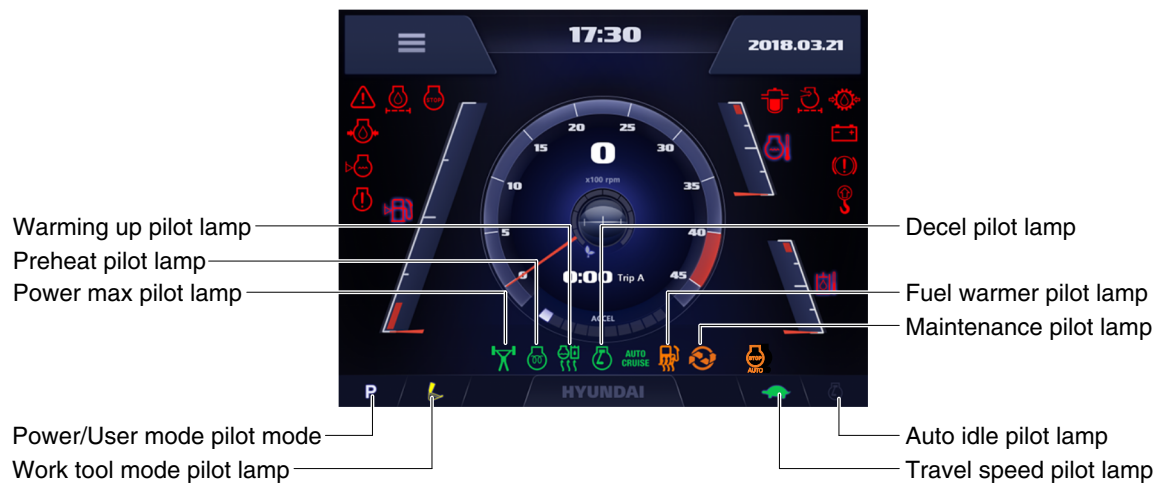 17:30
2018.03.21
STOP
20 25
15 30
0
x100 rpm
10 35
5 40
0 45
0:00 Trip A
ACCEL
AUTO
CRUISE
STOP
AUTO
P
HYUNDAI
Warming up pilot lamp
Preheat pilot lamp
Power max pilot lamp
Power/User mode pilot mode
Work tool mode pilot lamp
Decel pilot lamp
Fuel warmer pilot lamp
Maintenance pilot lamp
Auto idle pilot lamp
Travel speed pilot lamp